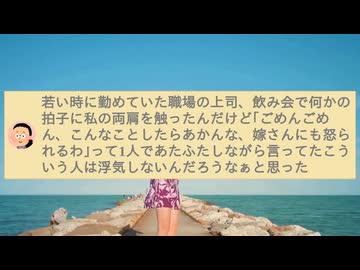 若い時に勤めていた職場の上司、飲み会で何かの
拍子に私の両肩を触ったんだけど｢ごめんごめ
ん、こんなことしたらあかんな、嫁さんにも怒ら
れるわ｣って1人であたふたしながら言ってたこう
いう人は浮気しないんだろうなぁと思った